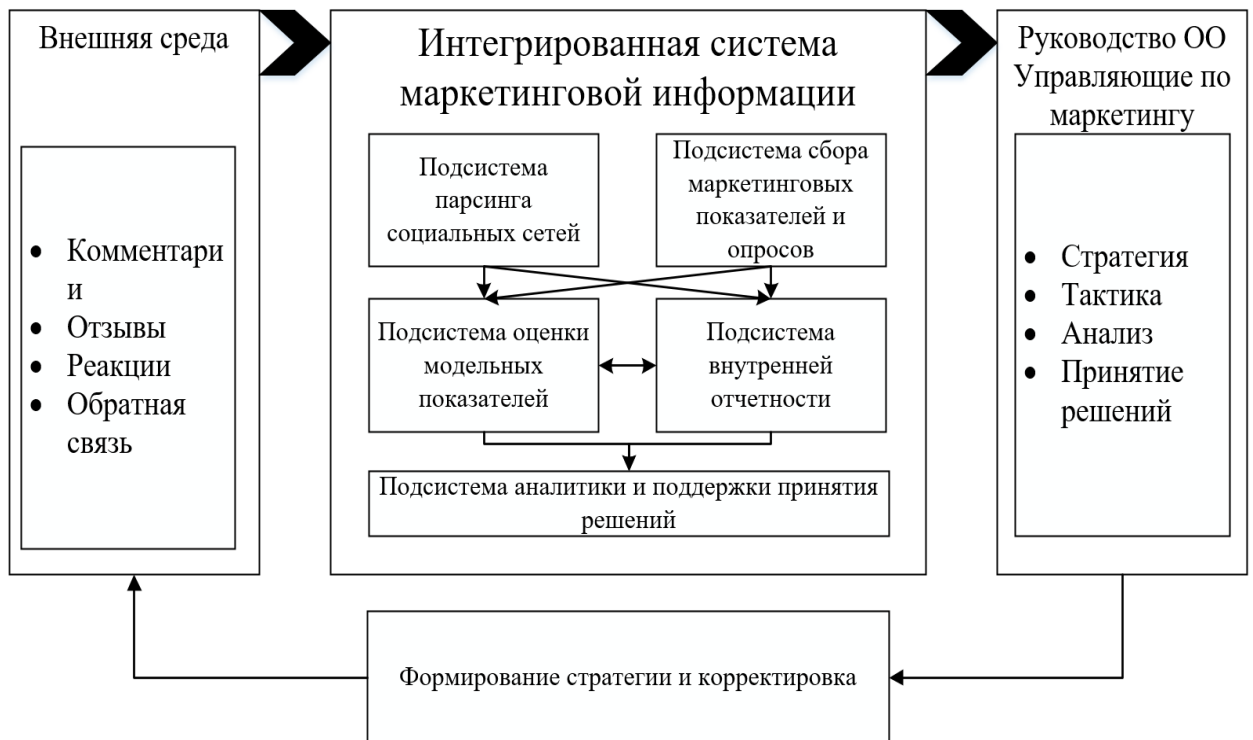 Внешняя среда
Комментари
и
Отзывы
Реакции
Обратная
связь
Интегрированная система
маркетинговой информации
Подсистема
парсинга
социальных сетей
Подсистема сбора
маркетинговых
показателей и
опросов
Подсистема оценки
модельных
показателей
Подсистема
внутренней
отчетности
Подсистема аналитики и поддержки принятия
решений
Руководство ОО
Управляющие по
маркетингу
Стратегия
Тактика
Анализ
Принятие
решений
Формирование стратегии и корректировка